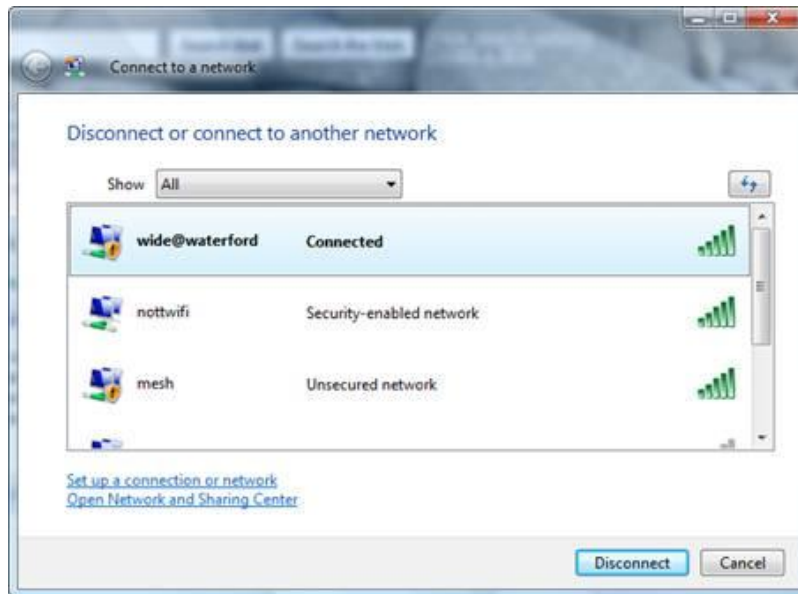 Connect to a network
Disconnect or connect to another network
Show All
wide@waterford Connected
nottwifi Security-enabled network
mesh Unsecured network
Set up a connection or network
Open Network and Sharing Center
Disconnect Cancel